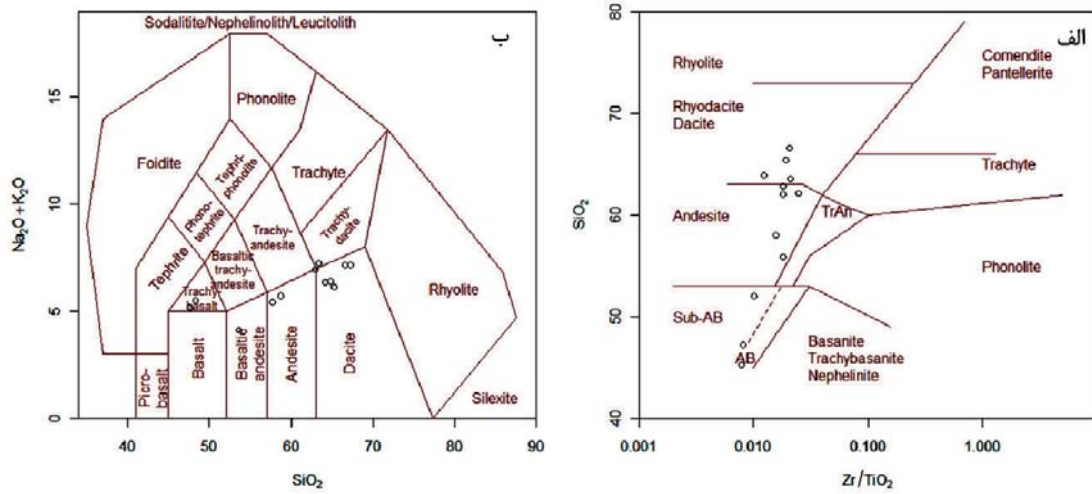 ب
Sodalitite/Nephelinolith/Leucitolith
Phonolite
Foidite
Tephri-
phonolite
Trachyte
Phono-
tephrite
Trachy-
andesite
Trachy-
dacite
Tephrite
Basaltic
trachy-
andesite
Trachy-
basalt
Rhyolite
Picro-
basalt
Basalt
Basaltic
andesite
Andesite
Dacite
Silexite
Na₂O+K₂O
0
5
10
15
40
50
60
70
80
90
SiO₂
الف
Rhyolite
Comendite
Pantellerite
Rhyodacite
Dacite
Trachyte
Andesite
TrAn
Phonolite
Sub-AB
AB
Basanite
Trachybasanite
Nephelinite
SiO₂
80
70
60
50
40
0.001
0.010
0.100
1.000
Zr/TiO₂